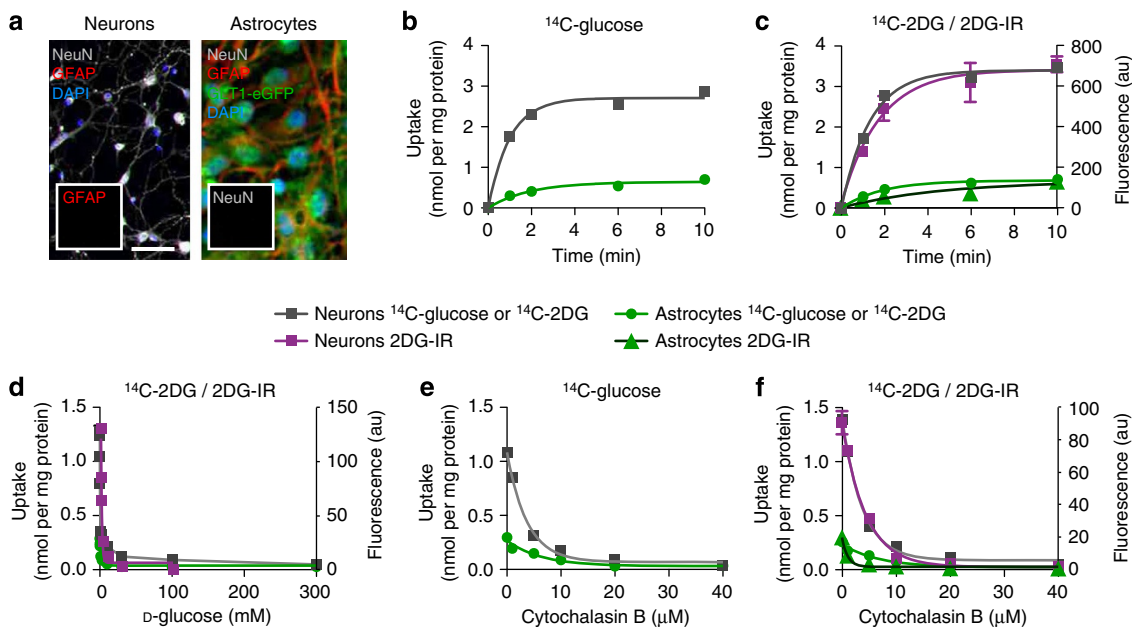 a
Neurons
Astrocytes
NeuN
GFAP
DAPI
GFAP
NeuN
GFAP
DAPI
NeuN
b
¹⁴C-glucose
Uptake
(nmol per mg protein)
4
3
2
1
0
0 2 4 6 8 10
Time (min)
c
¹⁴C-2DG / 2DG-IR
Uptake
(nmol per mg protein)
4
3
2
1
0
800
700
600
500
400
300
200
100
0
Fluorescence (au)
0 2 4 6 8 10
Time (min)
Neurons ¹⁴C-glucose or ¹⁴C-2DG
Astrocytes ¹⁴C-glucose or ¹⁴C-2DG
Neurons 2DG-IR
Astrocytes 2DG-IR
d
¹⁴C-2DG / 2DG-IR
Uptake
(nmol per mg protein)
1.5
1.0
0.5
0.0
150
100
50
0
Fluorescence (au)
0 100 200 300
D-glucose (mM)
e
¹⁴C-glucose
Uptake
(nmol per mg protein)
1.5
1.0
0.5
0.0
0 10 20 30 40
Cytochalasin B (μM)
f
¹⁴C-2DG / 2DG-IR
Uptake
(nmol per mg protein)
1.5
1.0
0.5
0.0
100
80
60
40
20
0
Fluorescence (au)
0 10 20 30 40
Cytochalasin B (μM)